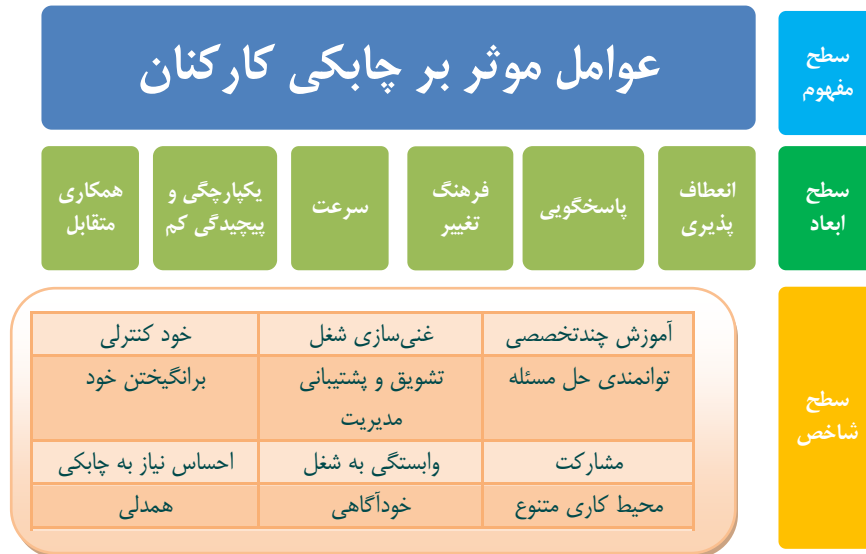 سطح
مفهوم
عوامل موثر بر چابکی کارکنان
سطح
ابعاد
انعطاف
پذیری
پاسخگویی
فرهنگ
تغییر
سرعت
یکپارچگی و
پیچیدگی کم
همکاری
متقابل
سطح
شاخص
آموزش چندتخصصی
غنی‌سازی شغل
خود کنترلی
توانمندی حل مسئله
تشویق و پشتیبانی
مدیریت
برانگیختن خود
مشارکت
وابستگی به شغل
احساس نیاز به چابکی
محیط کاری متنوع
خودآگاهی
همدلی